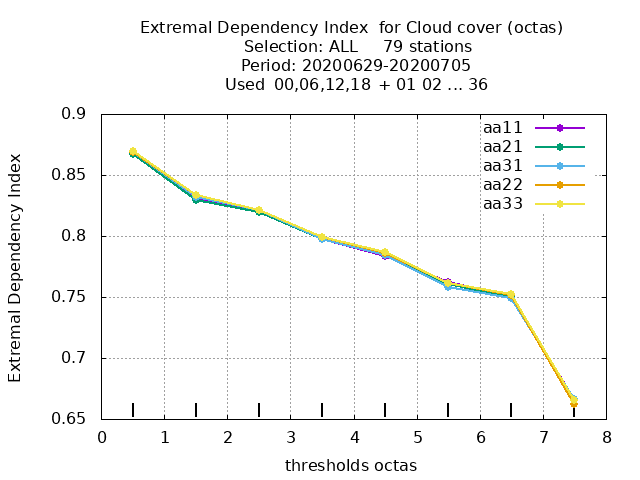 Extremal Dependency Index  for Cloud cover (octas)
Selection: ALL     79 stations
Period: 20200629-20200705
Used  00,06,12,18  + 01 02 ... 36
0.9
0.85
0.8
0.75
0.7
0.65
Extremal Dependency Index
aa11
aa21
aa31
aa22
aa33
0 1 2 3 4 5 6 7 8
thresholds octas